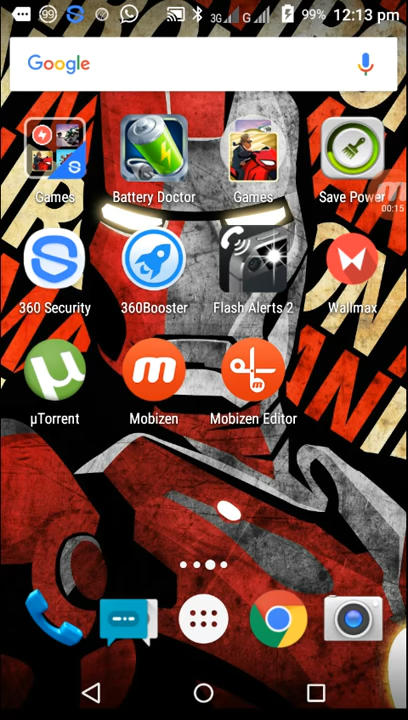 99 3G G 99% 12:13 pm
Google
Games Battery Doctor Games Save Power
00:15
360 Security 360Booster Flash Alerts 2 Wallmax
µTorrent Mobizen Mobizen Editor